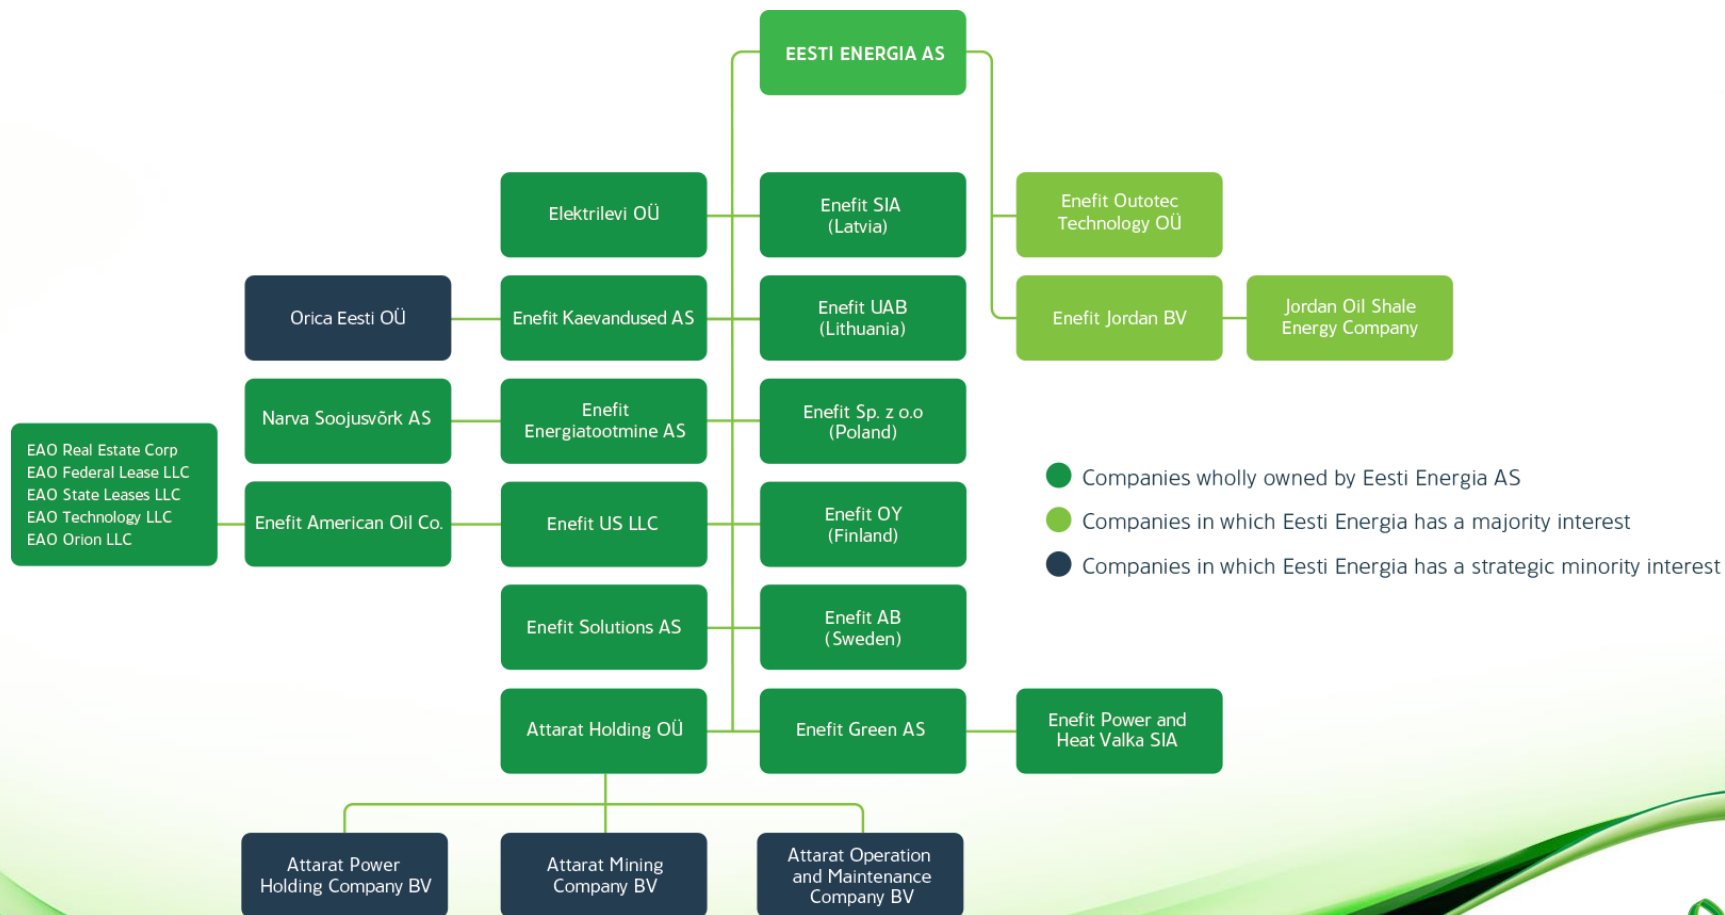 EESTI ENERGIA AS
Elektrilevi OÜ
Enefit SIA
(Latvia)
Enefit Outotec
Technology OÜ
Orica Eesti OÜ
Enefit Kaevandused AS
Enefit UAB
(Lithuania)
Enefit Jordan BV
Jordan Oil Shale
Energy Company
Narva Soojusvõrk AS
Enefit
Energiatootmine AS
Enefit Sp. z o.o
(Poland)
EAO Real Estate Corp
EAO Federal Lease LLC
EAO State Leases LLC
EAO Technology LLC
EAO Orion LLC
Enefit American Oil Co.
Enefit US LLC
Enefit OY
(Finland)
Companies wholly owned by Eesti Energia AS
Companies in which Eesti Energia has a majority interest
Companies in which Eesti Energia has a strategic minority interest
Enefit Solutions AS
Enefit AB
(Sweden)
Attarat Holding OÜ
Enefit Green AS
Enefit Power and
Heat Valka SIA
Attarat Power
Holding Company BV
Attarat Mining
Company BV
Attarat Operation
and Maintenance
Company BV